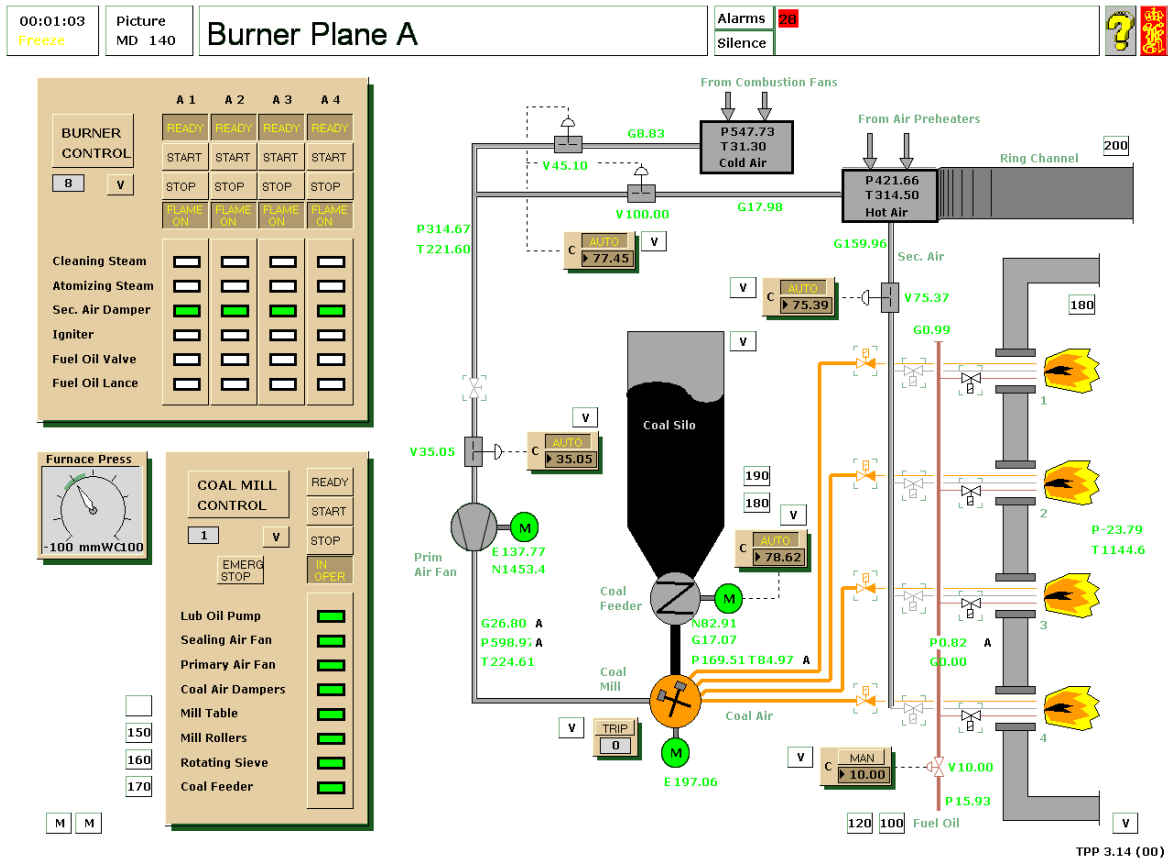 00:01:03
Freeze
Picture
MD 140
Burner Plane A
Alarms
28
Silence
?
A 1
A 2
A 3
A 4
BURNER
CONTROL
8
V
READY
READY
READY
READY
START
START
START
START
STOP
STOP
STOP
STOP
FLAME
ON
FLAME
ON
FLAME
ON
FLAME
ON
Cleaning Steam
Atomizing Steam
Sec. Air Damper
Igniter
Fuel Oil Valve
Fuel Oil Lance
Furnace Press
-100 mmWC100
COAL MILL
CONTROL
1
V
READY
START
STOP
EMERG
STOP
IN
OPER
Lub Oil Pump
Sealing Air Fan
Primary Air Fan
Coal Air Dampers
Mill Table
Mill Rollers
Rotating Sieve
Coal Feeder
150
160
170
M
M
From Combustion Fans
P547.73
T31.30
Cold Air
G8.83
V45.10
From Air Preheaters
P421.66
T314.50
Hot Air
Ring Channel
200
V100.00
G17.98
P314.67
T221.60
C
AUTO
77.45
V
G159.96
Sec. Air
V
C
AUTO
75.39
V75.37
180
G0.99
V
Coal Silo
V
V35.05
C
AUTO
35.05
190
180
V
C
AUTO
78.62
M
E137.77
N1453.4
Prim
Air Fan
Coal
Feeder
M
N82.91
G17.07
G26.80 A
P598.97 A
T224.61
P169.51 T84.97 A
Coal
Mill
Coal Air
V
TRIP
0
M
E197.06
1
2
3
4
P-23.79
T1144.6
P0.82 A
G0.00
V
C
MAN
10.00
V10.00
P15.93
120
100
Fuel Oil
V
TPP 3.14 (00)